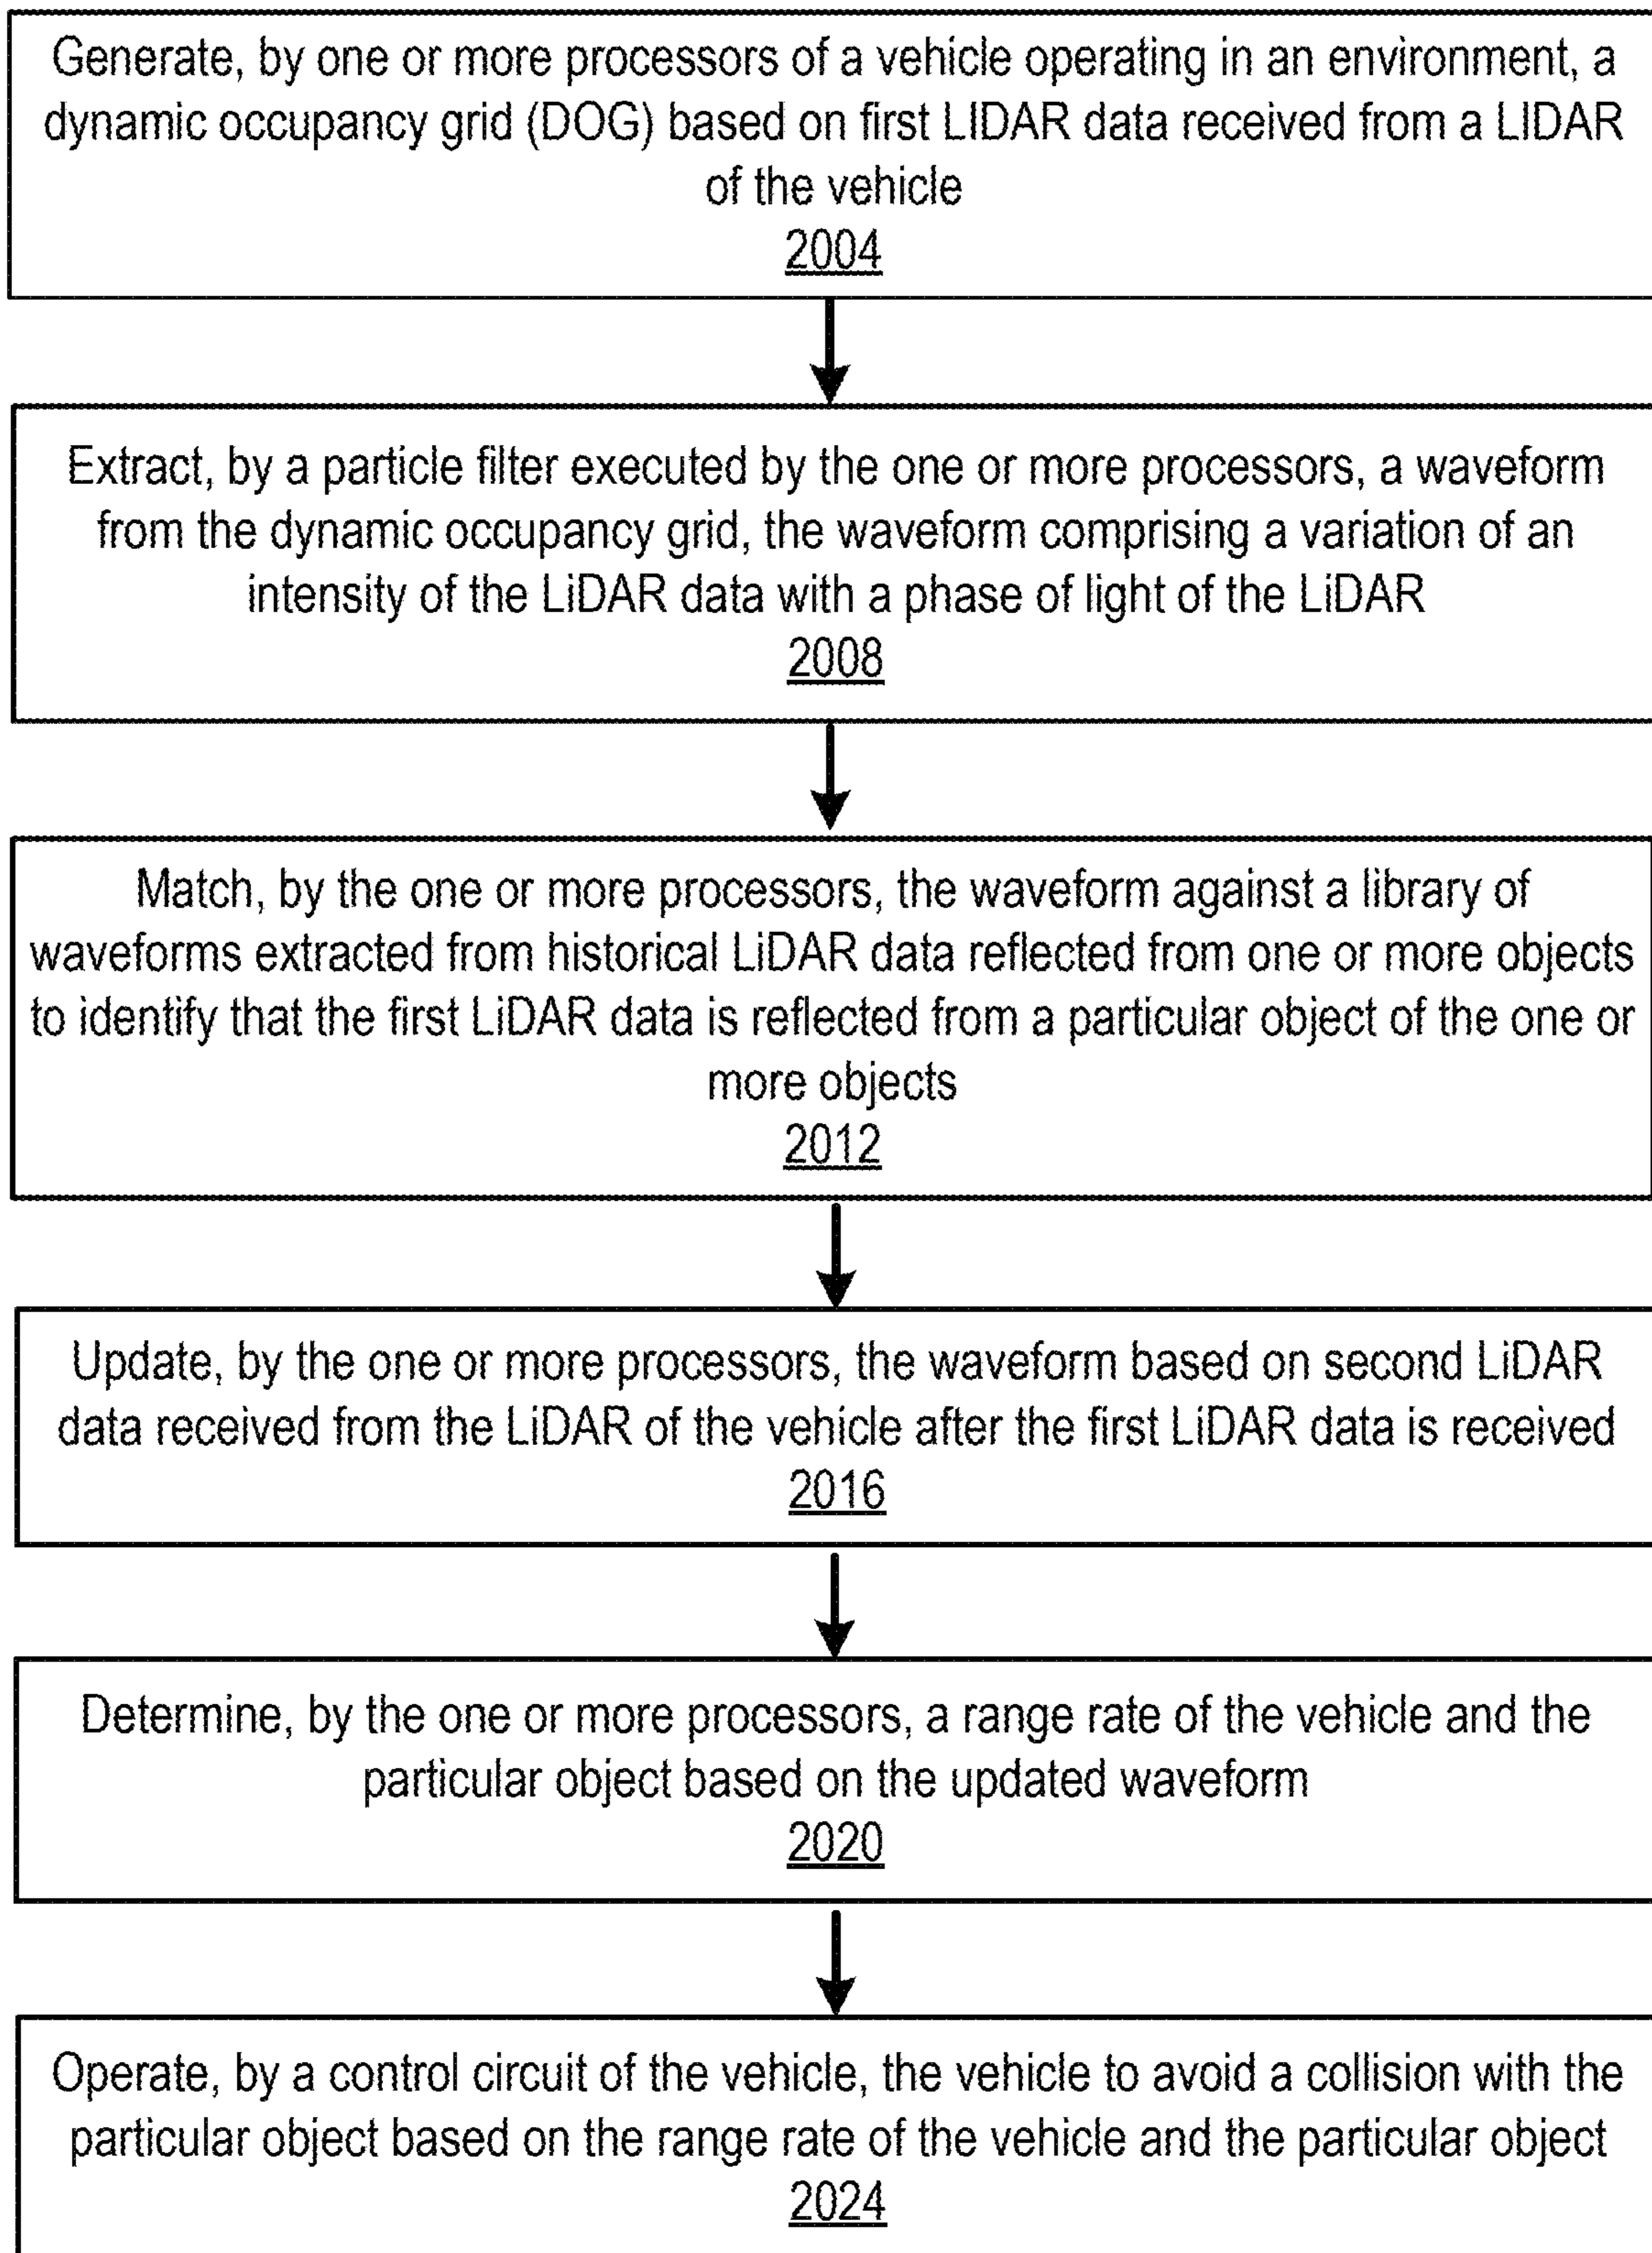 Generate, by one or more processors of a vehicle operating in an environment, a
dynamic occupancy grid (DOG) based on first LIDAR data received from a LIDAR
of the vehicle
2004
Extract, by a particle filter executed by the one or more processors, a waveform
from the dynamic occupancy grid, the waveform comprising a variation of an
intensity of the LiDAR data with a phase of light of the LiDAR
2008
Match, by the one or more processors, the waveform against a library of
waveforms extracted from historical LiDAR data reflected from one or more objects
to identify that the first LiDAR data is reflected from a particular object of the one or
more objects
2012
Update, by the one or more processors, the waveform based on second LiDAR
data received from the LiDAR of the vehicle after the first LiDAR data is received
2016
Determine, by the one or more processors, a range rate of the vehicle and the
particular object based on the updated waveform
2020
Operate, by a control circuit of the vehicle, the vehicle to avoid a collision with the
particular object based on the range rate of the vehicle and the particular object
2024